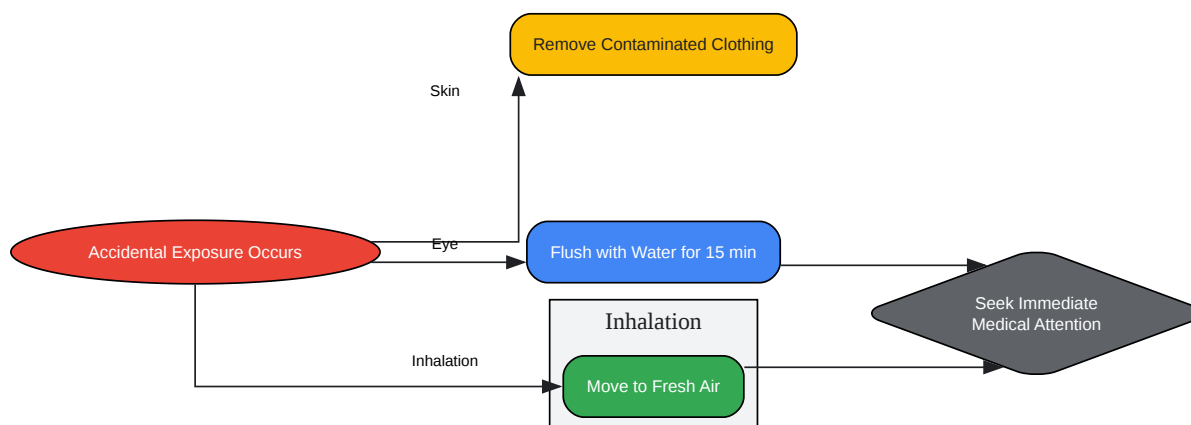 Remove Contaminated Clothing
Skin
Accidental Exposure Occurs
Eye
Flush with Water for 15 min
Seek Immediate
Medical Attention
Inhalation
Inhalation
Move to Fresh Air